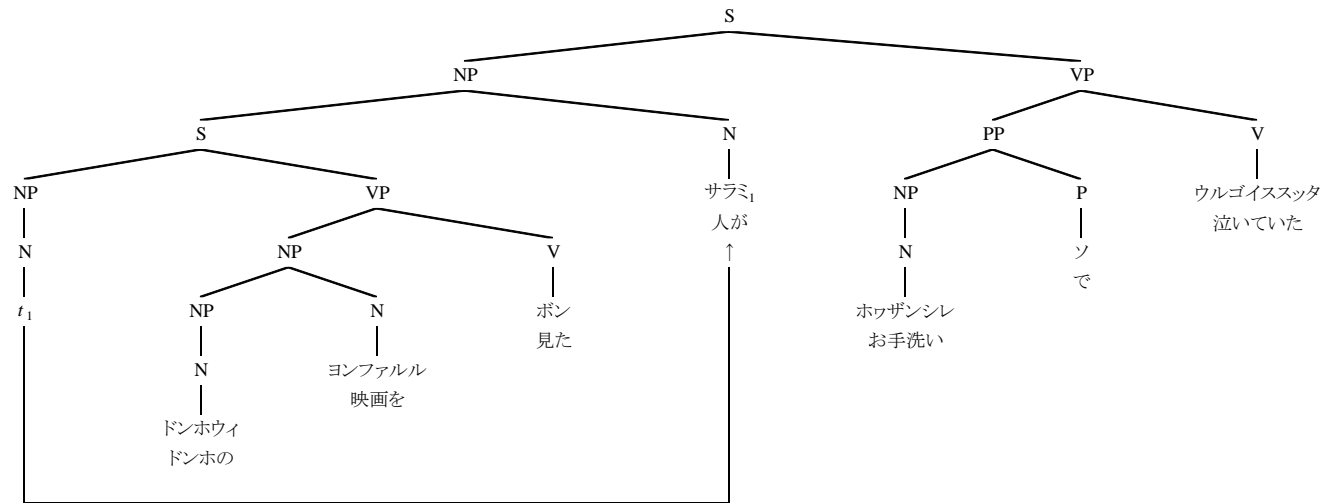 S
NP VP
S N PP V
NP VP サラミ1 NP P ウルゴイススッタ
人が 泣いていた
N NP V ↑ N ソ
で
t1 NP N ボン ホヮザンシレ
見た お手洗い
N ヨンファルル
映画を
ドンホウィ
ドンホの